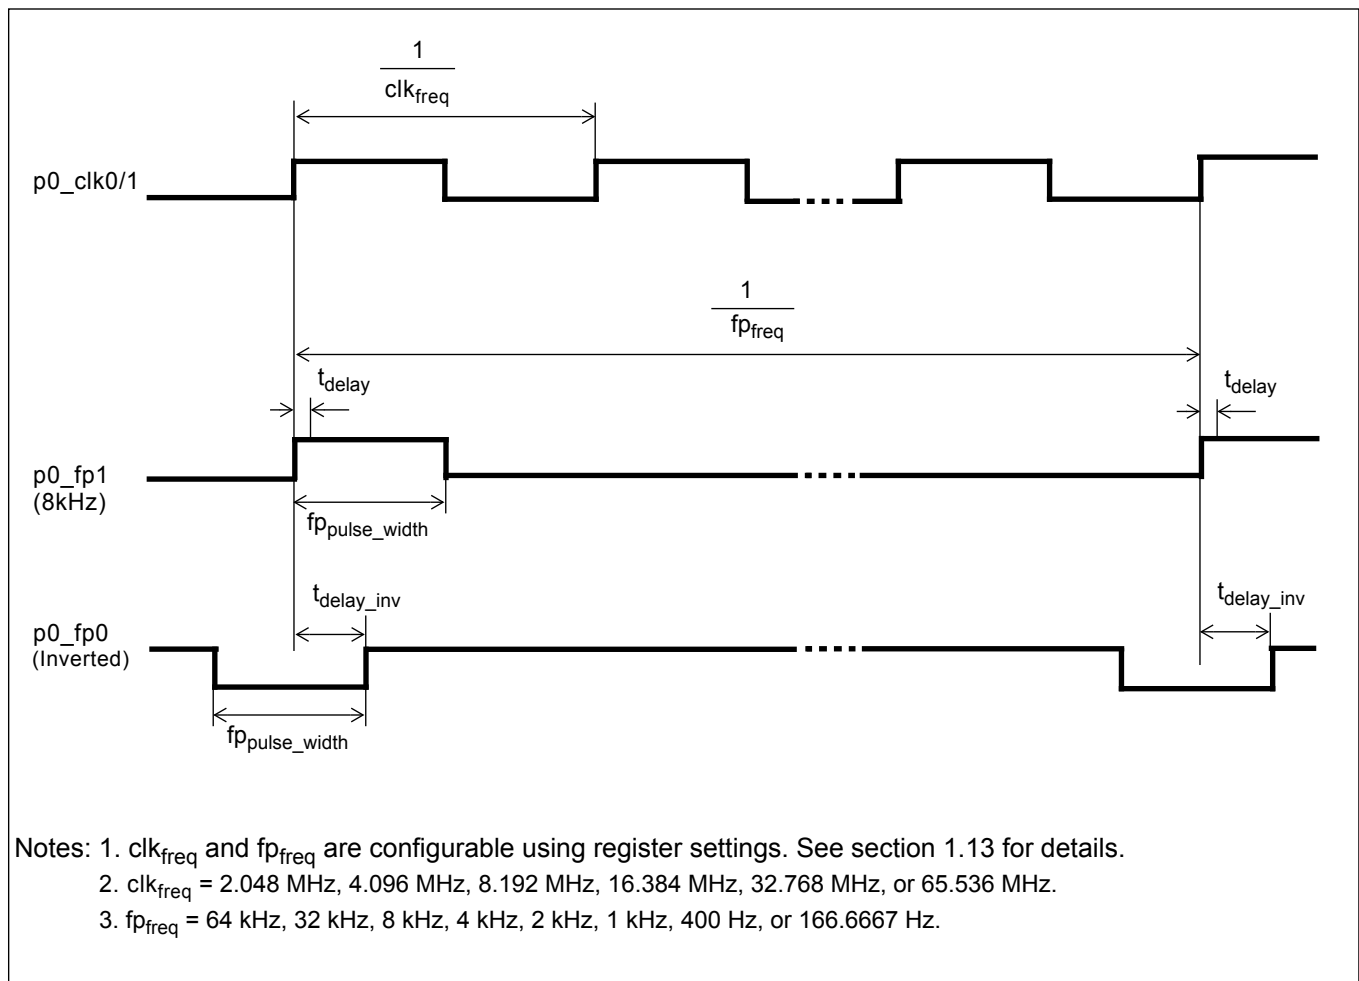 1
clkfreq
p0_clk0/1
1
fpfreq
tdelay
tdelay
p0_fp1
(8kHz)
fppulse_width
tdelay_inv
tdelay_inv
p0_fp0
(Inverted)
fppulse_width
Notes: 1. clkfreq and fpfreq are configurable using register settings. See section 1.13 for details.
2. clkfreq = 2.048 MHz, 4.096 MHz, 8.192 MHz, 16.384 MHz, 32.768 MHz, or 65.536 MHz.
3. fpfreq = 64 kHz, 32 kHz, 8 kHz, 4 kHz, 2 kHz, 1 kHz, 400 Hz, or 166.6667 Hz.